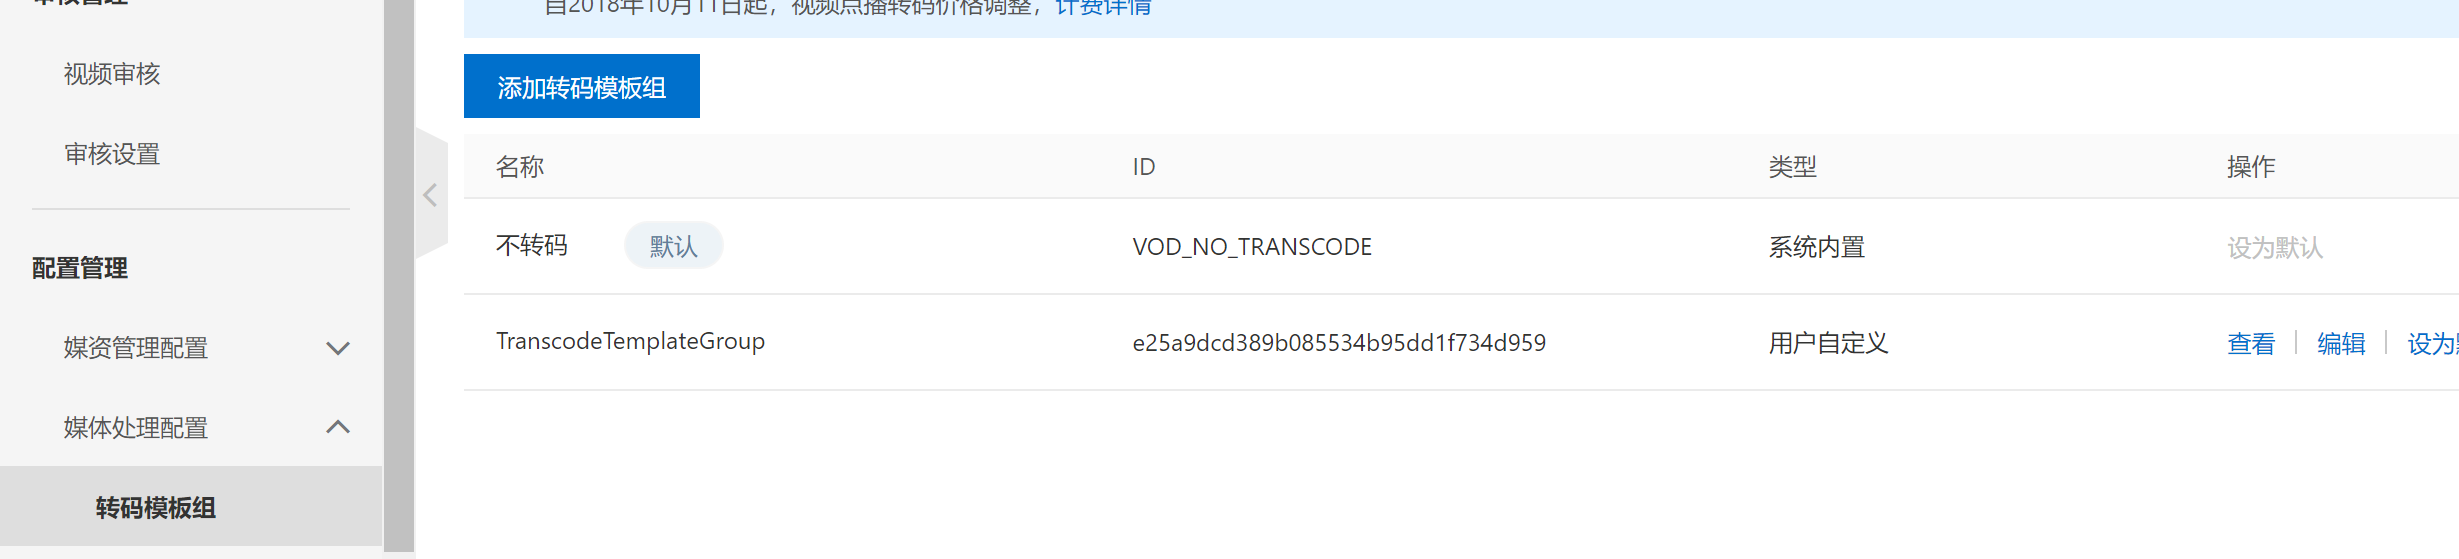 审核管理
视频审核
审核设置
配置管理
媒资管理配置
媒体处理配置
转码模板组
自2018年10月11日起，视频点播转码价格调整，计费详情
添加转码模板组
名称 ID 类型 操作
不转码 默认 VOD_NO_TRANSCODE 系统内置 设为默认
TranscodeTemplateGroup e25a9dcd389b085534b95dd1f734d959 用户自定义 查看 编辑 设为